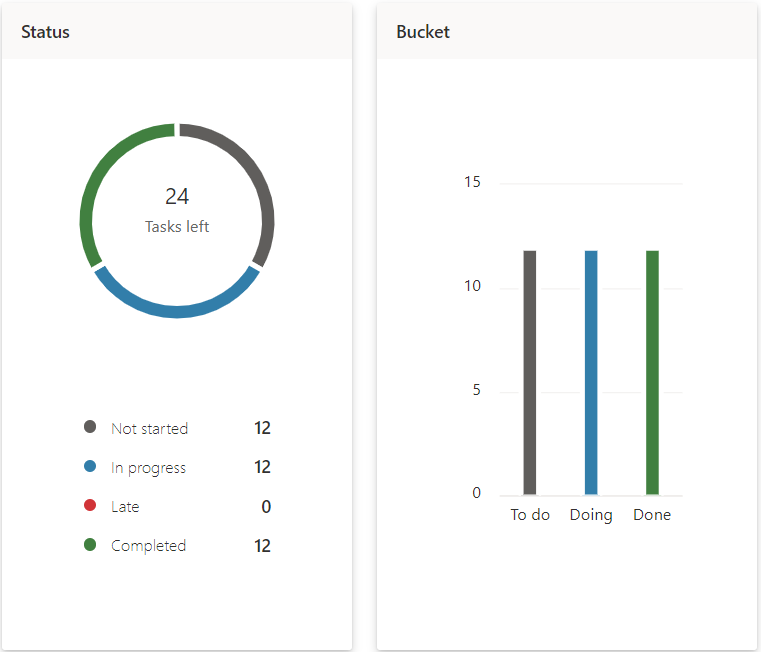 Status
24
Tasks left
Not started 12
In progress 12
Late 0
Completed 12
Bucket
15
10
5
0
To do Doing Done